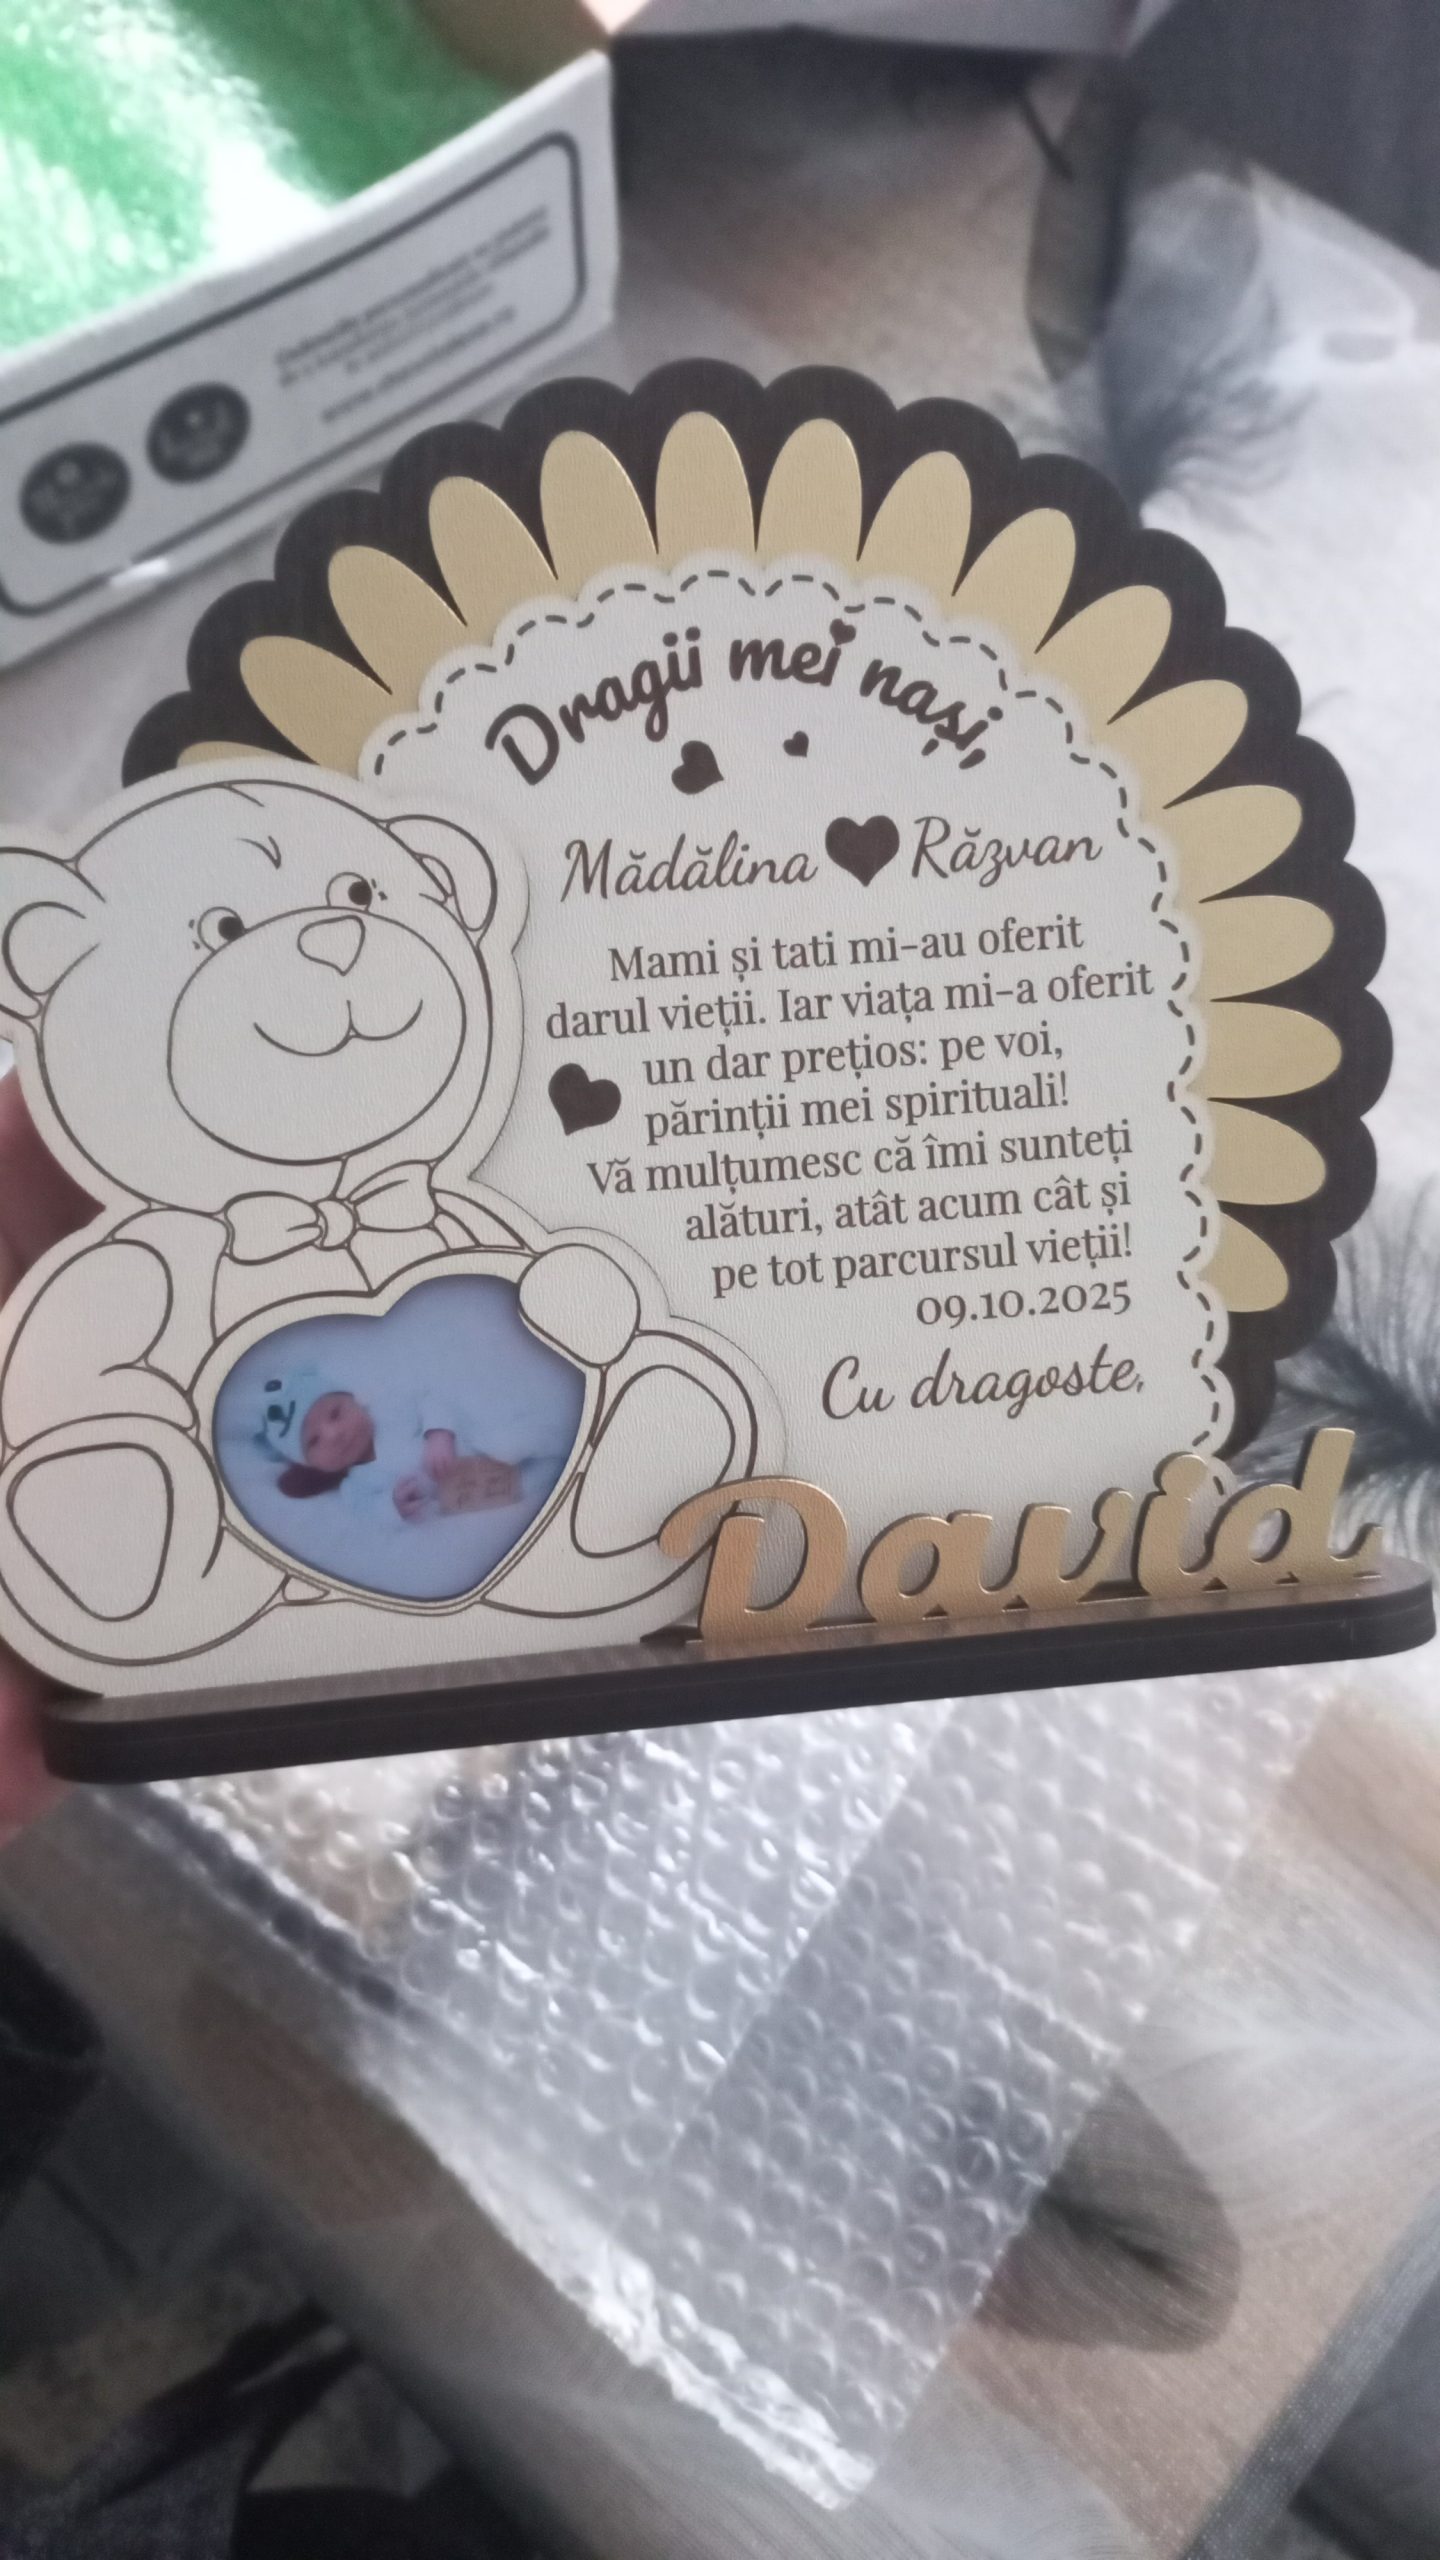 Dragii mei nași,
Mădălina Răzvan
Mami și tati mi-au oferit
darul vieții. Iar viața mi-a oferit
un dar prețios: pe voi,
părinții mei spirituali!
Vă mulțumesc că îmi sunteți
alături, atât acum cât și
pe tot parcursul vieții!
09.10.2025
Cu dragoste,
David